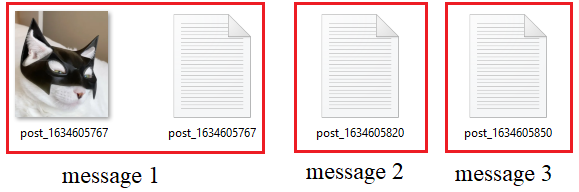 post_1634605767 post_1634605767 post_1634605820 post_1634605850
message 1 message 2 message 3